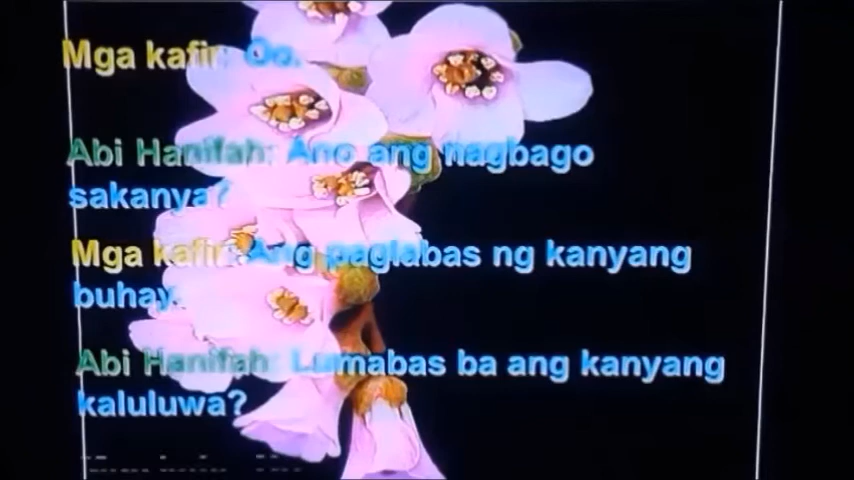 Mga kafir: Oo.
Abi Hanifah: Ano ang nagbago
sakanya?
Mga kafir: Ang paglabas ng kanyang
buhay.
Abi Hanifah: Lumabas ba ang kanyang
kaluluwa?